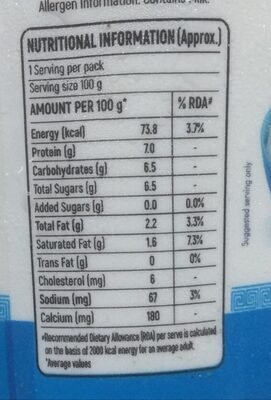 Allergen Information: Contains Milk.
NUTRITIONAL INFORMATION (Approx.)
1 Serving per pack
Serving size 100 g
AMOUNT PER 100 g* % RDA#
Energy (kcal) 73.8 3.7%
Protein (g) 7.0 -
Carbohydrates (g) 6.5 -
Total Sugars (g) 6.5 -
Added Sugars (g) 0.0 0.0%
Total Fat (g) 2.2 3.3%
Saturated Fat (g) 1.6 7.3%
Trans Fat (g) 0 0%
Cholesterol (mg) 6 -
Sodium (mg) 67 3%
Calcium (mg) 180 -
#Recommended Dietary Allowance (RDA) per serve is calculated
on the basis of 2000 kcal energy for an average adult.
*Average values
Suggested serving only